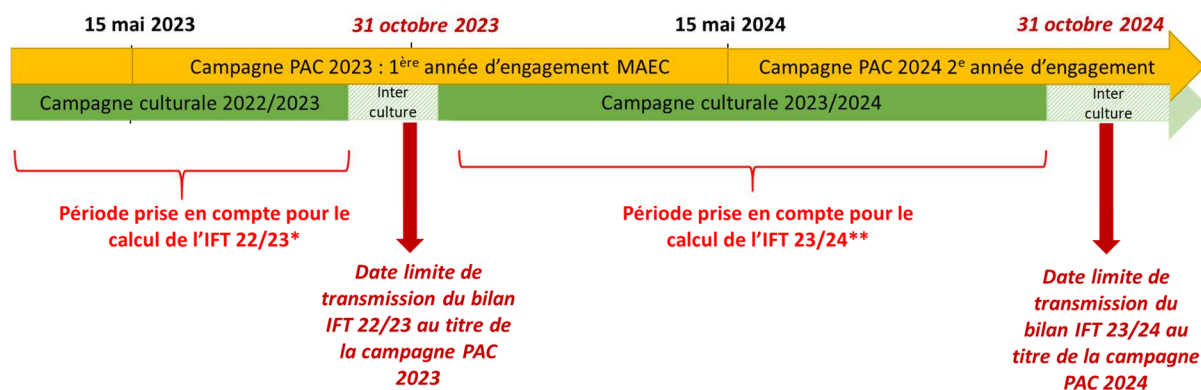 15 mai 2023
31 octobre 2023
15 mai 2024
31 octobre 2024
Campagne PAC 2023 : 1ère année d’engagement MAEC
Campagne PAC 2024 2e année d’engagement
Campagne culturale 2022/2023
Inter
culture
Campagne culturale 2023/2024
Inter
culture
Période prise en compte pour le
calcul de l’IFT 22/23*
Période prise en compte pour le
calcul de l’IFT 23/24**
Date limite de
transmission du bilan
IFT 22/23 au titre de
la campagne PAC
2023
Date limite de
transmission du
bilan IFT 23/24 au
titre de la campagne
PAC 2024